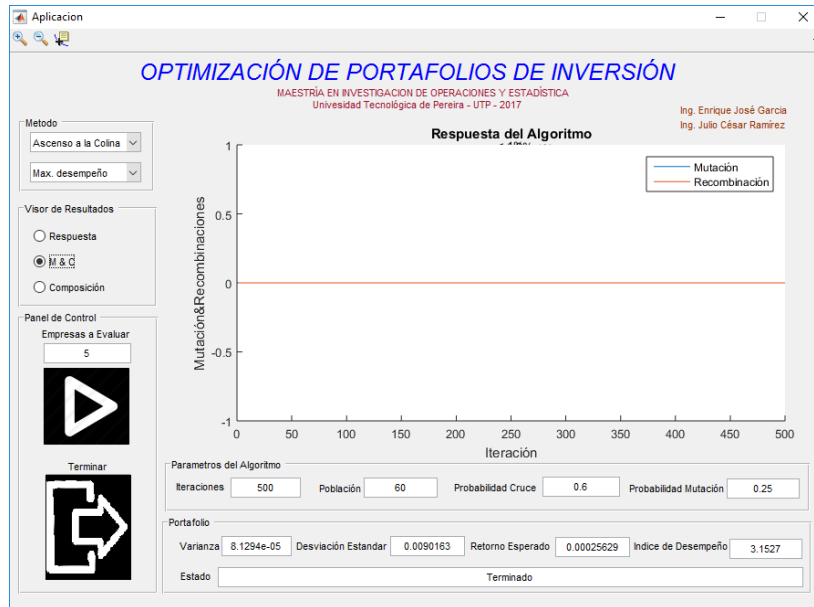 Aplicacion
OPTIMIZACIÓN DE PORTAFOLIOS DE INVERSIÓN
MAESTRÍA EN INVESTIGACION DE OPERACIONES Y ESTADÍSTICA
Univesidad Tecnológica de Pereira - UTP - 2017
Ing. Enrique José Garcia
Ing. Julio César Ramírez
Metodo
Ascenso a la Colina
Max. desempeño
Visor de Resultados
Respuesta
M & C
Composición
Panel de Control
Empresas a Evaluar
5
Terminar
Respuesta del Algoritmo
Mutación
Recombinación
Mutación&Recombinaciones
1
0.5
0
-0.5
-1
0 50 100 150 200 250 300 350 400 450 500
Iteración
Parametros del Algoritmo
Iteraciones 500 Población 60 Probabilidad Cruce 0.6 Probabilidad Mutación 0.25
Portafolio
Varianza 8.1294e-05 Desviación Estandar 0.0090163 Retorno Esperado 0.00025629 Indice de Desempeño 3.1527
Estado Terminado